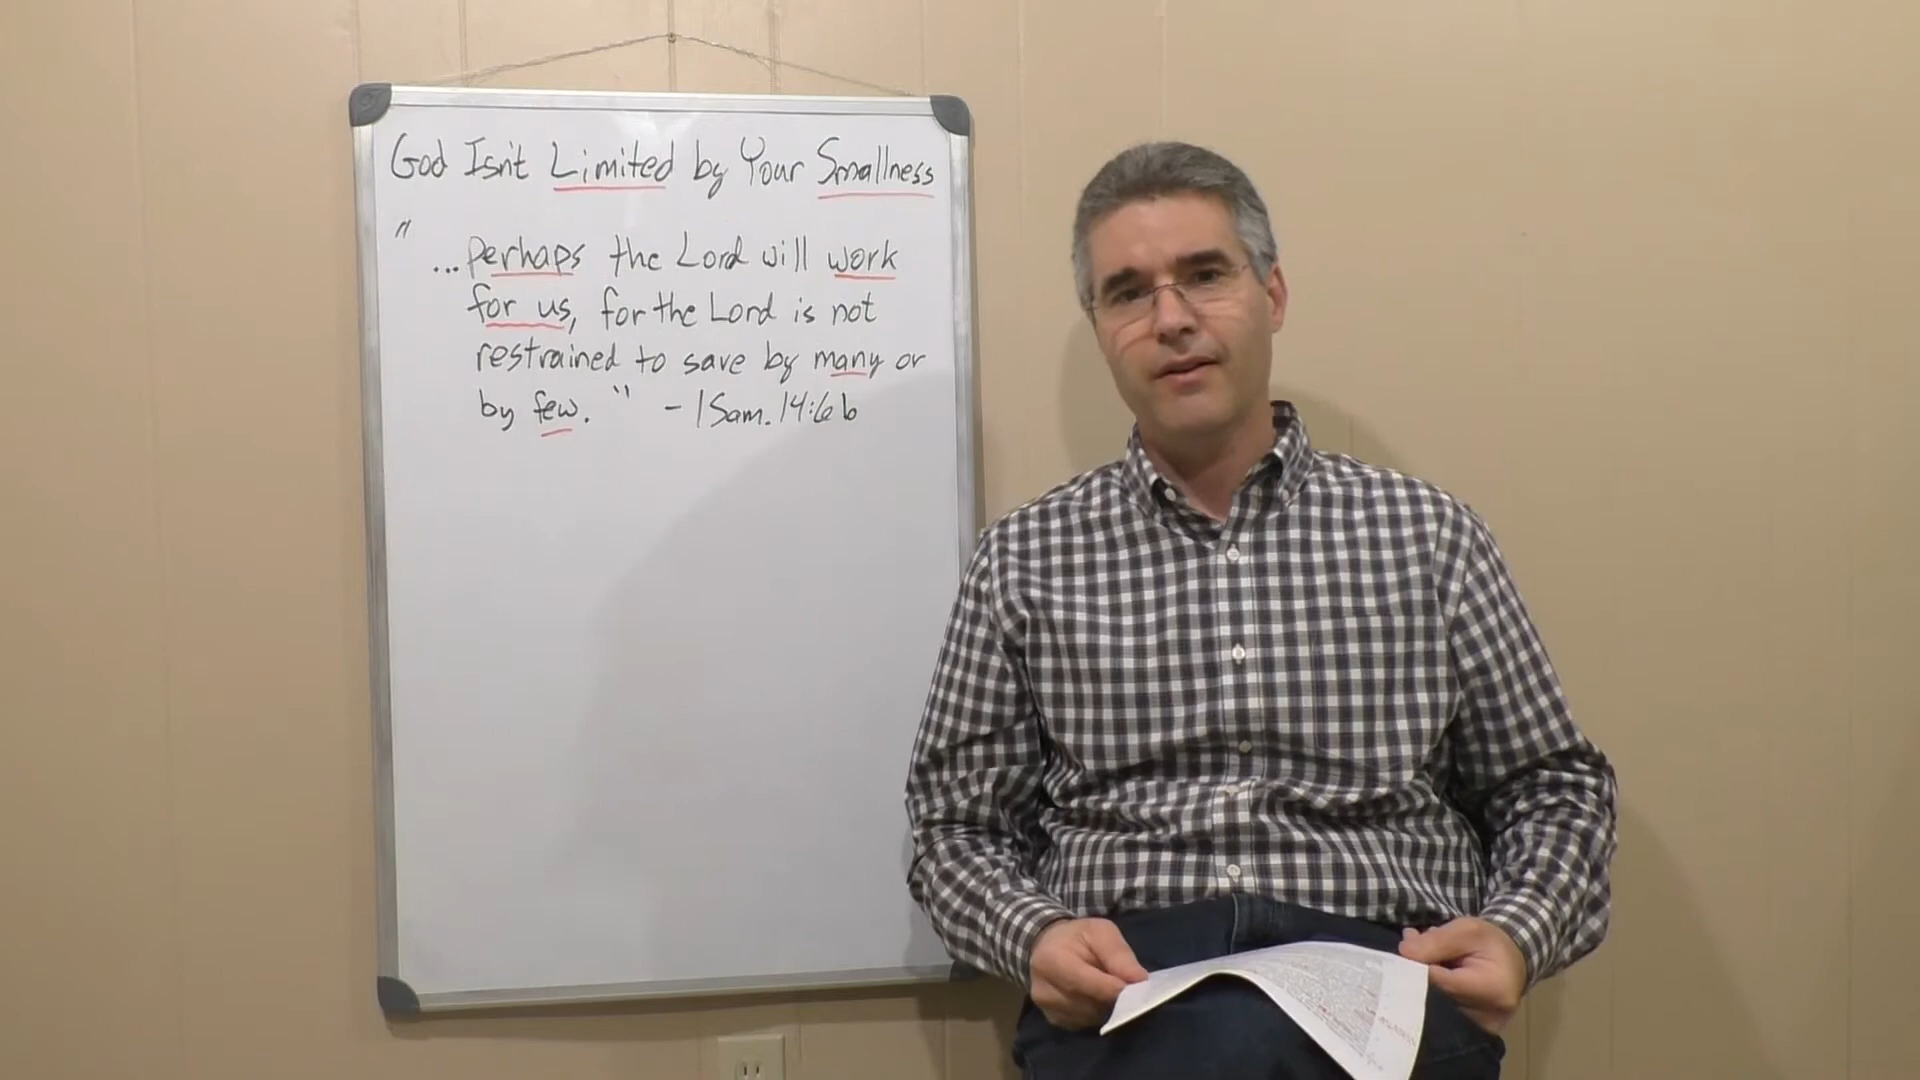 God Isn't Limited by Your Smallness
"
...perhaps the Lord will work
for us, for the Lord is not
restrained to save by many or
by few." - 1 Sam. 14:6b